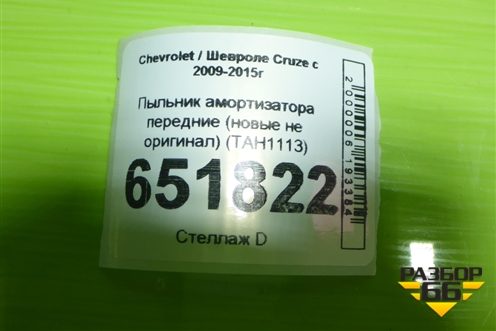 Chevrolet / Шевроле Cruze с
2009-2015г
Пыльник амортизатора
передние (новые не
оригинал) (TAH1113)
651822
Стеллаж D
2000006193384
РАЗБОР
66